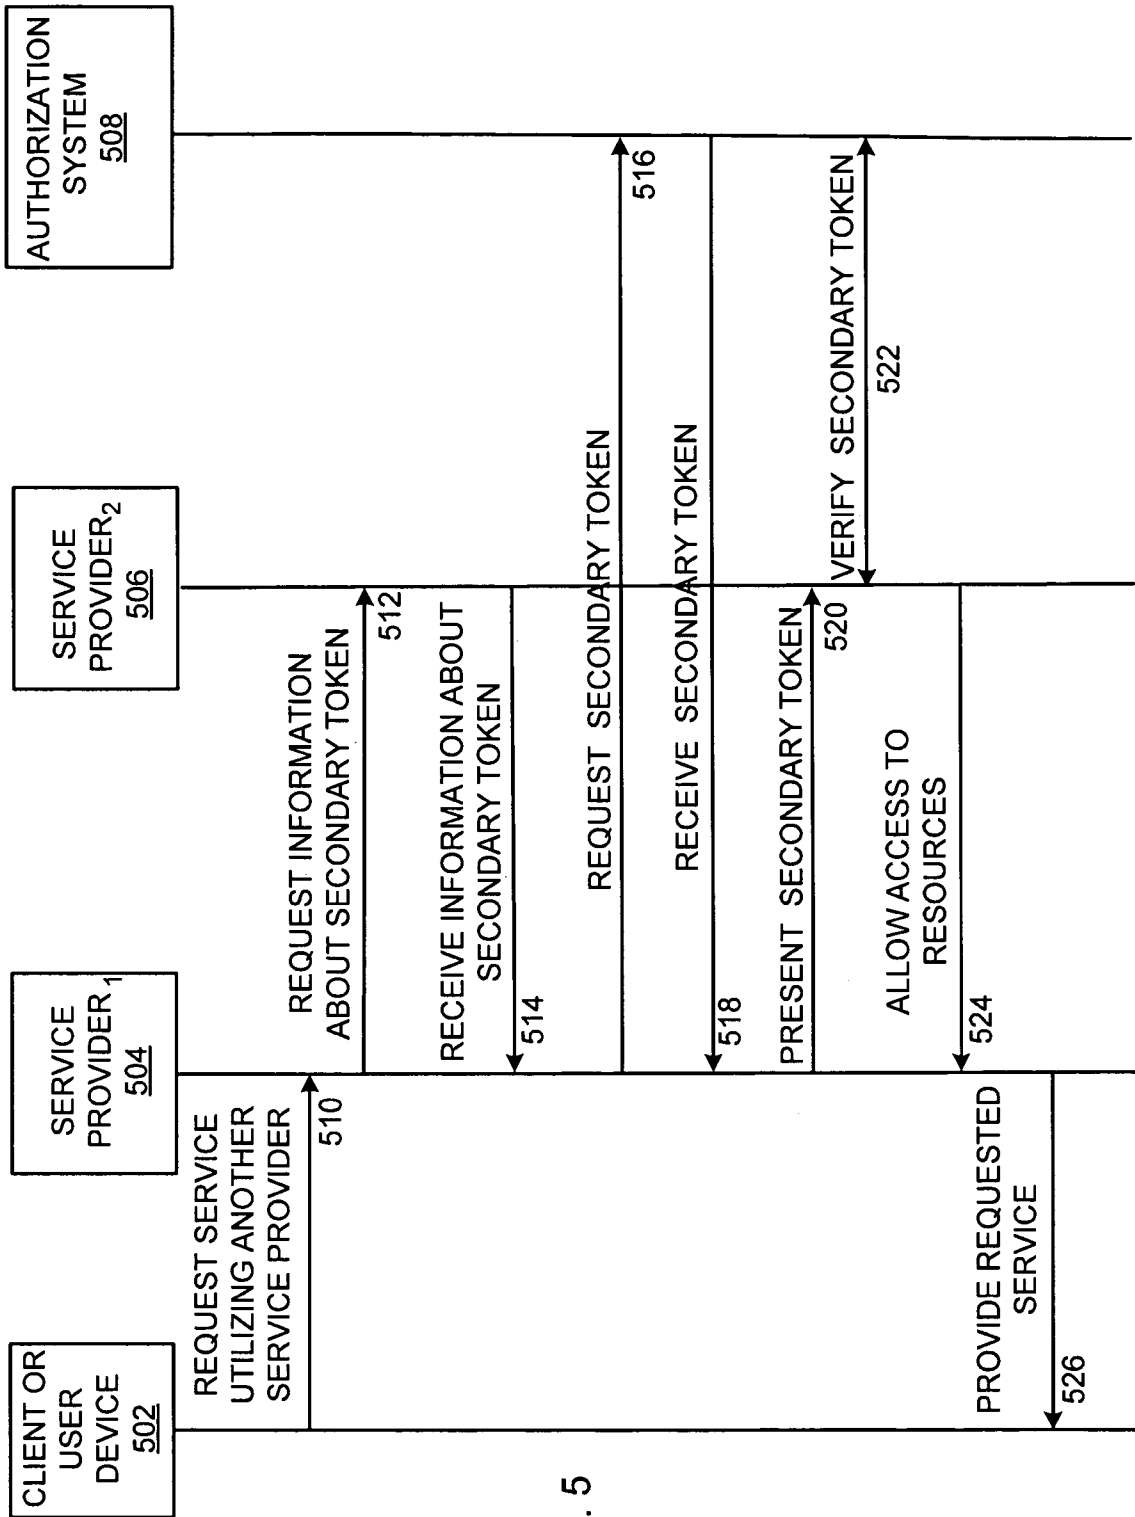 CLIENT OR
USER
DEVICE
502
SERVICE
PROVIDER1
504
SERVICE
PROVIDER2
506
AUTHORIZATION
SYSTEM
508
REQUEST SERVICE
UTILIZING ANOTHER
SERVICE PROVIDER
510
REQUEST INFORMATION
ABOUT SECONDARY TOKEN
512
RECEIVE INFORMATION ABOUT
SECONDARY TOKEN
514
REQUEST SECONDARY TOKEN
516
RECEIVE SECONDARY TOKEN
518
PRESENT SECONDARY TOKEN
520
VERIFY SECONDARY TOKEN
522
ALLOW ACCESS TO
RESOURCES
524
PROVIDE REQUESTED
SERVICE
526
. 5